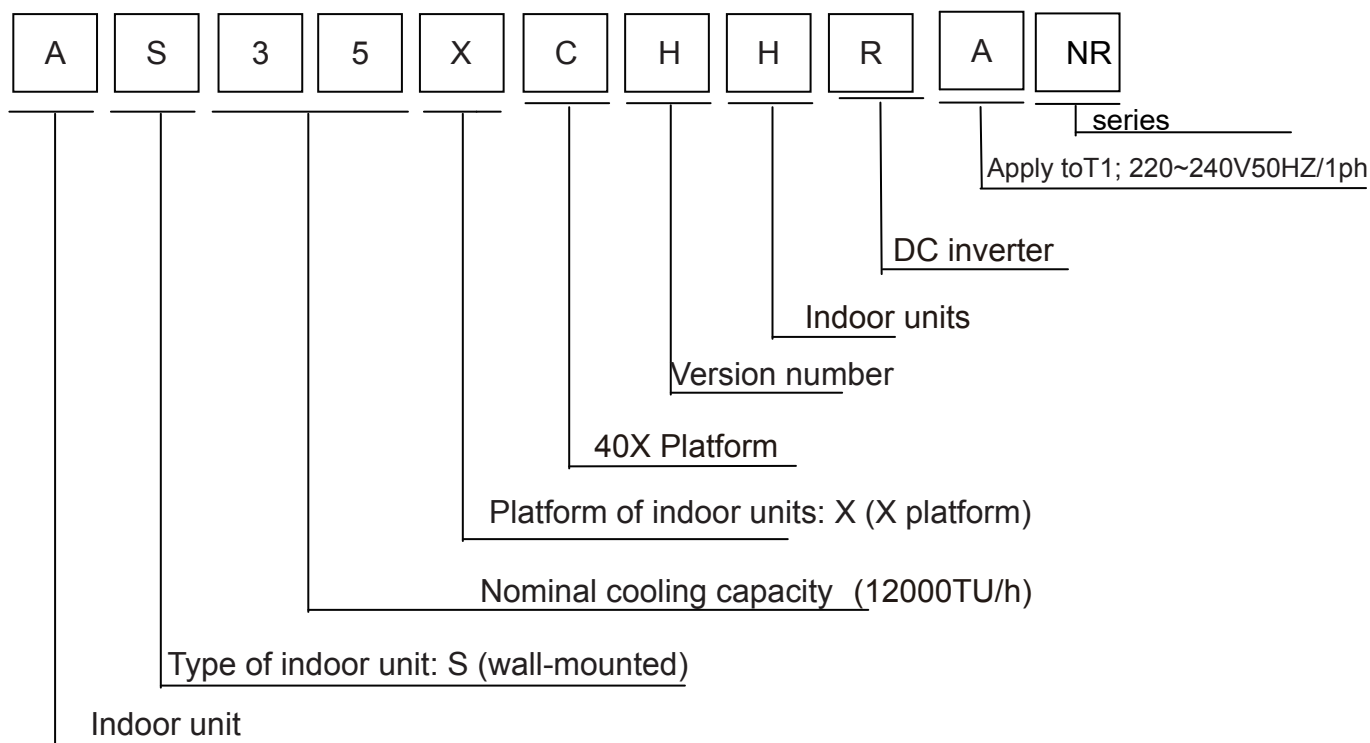 A S 3 5 X C H H R A NR
series
Apply toT1; 220~240V50HZ/1ph
DC inverter
Indoor units
Version number
40X Platform
Platform of indoor units: X (X platform)
Nominal cooling capacity (12000TU/h)
Type of indoor unit: S (wall-mounted)
Indoor unit